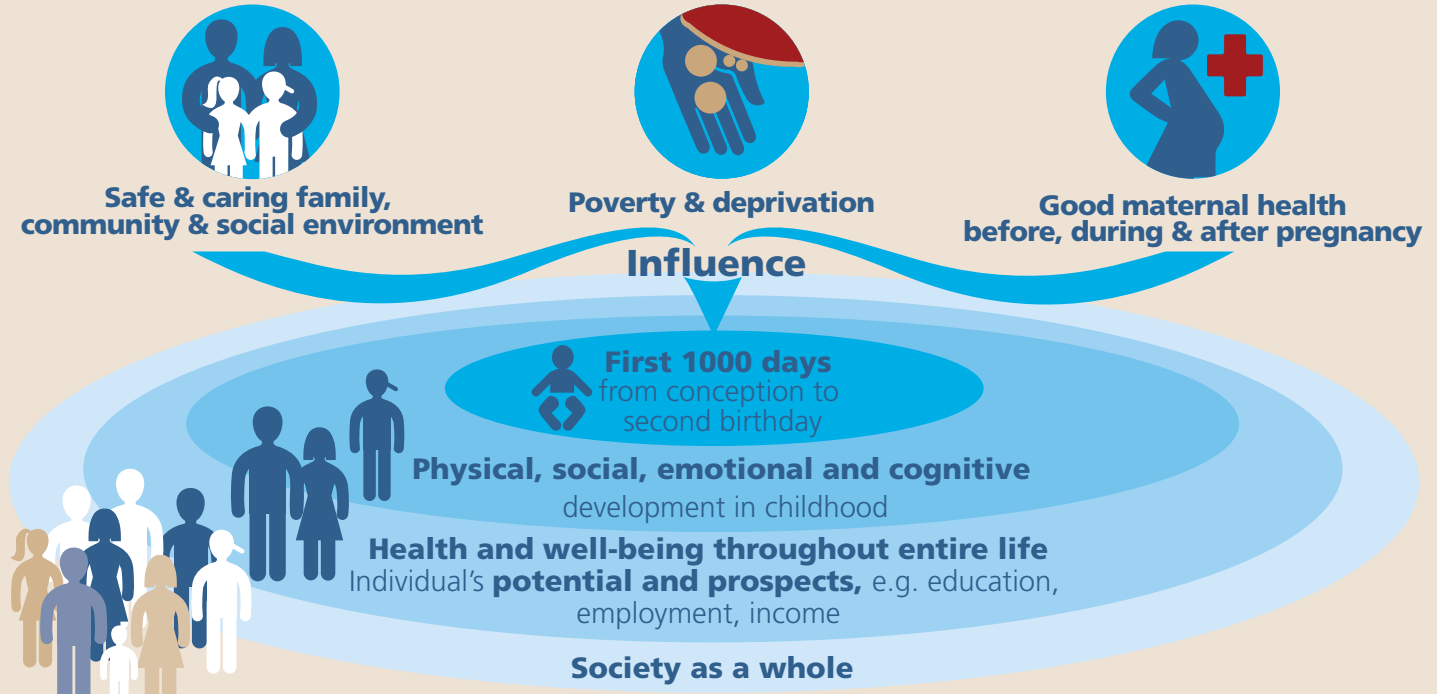 Safe & caring family,
community & social environment
Poverty & deprivation
Good maternal health
before, during & after pregnancy
Influence
First 1000 days
from conception to
second birthday
Physical, social, emotional and cognitive
development in childhood
Health and well-being throughout entire life
Individual’s potential and prospects, e.g. education,
employment, income
Society as a whole